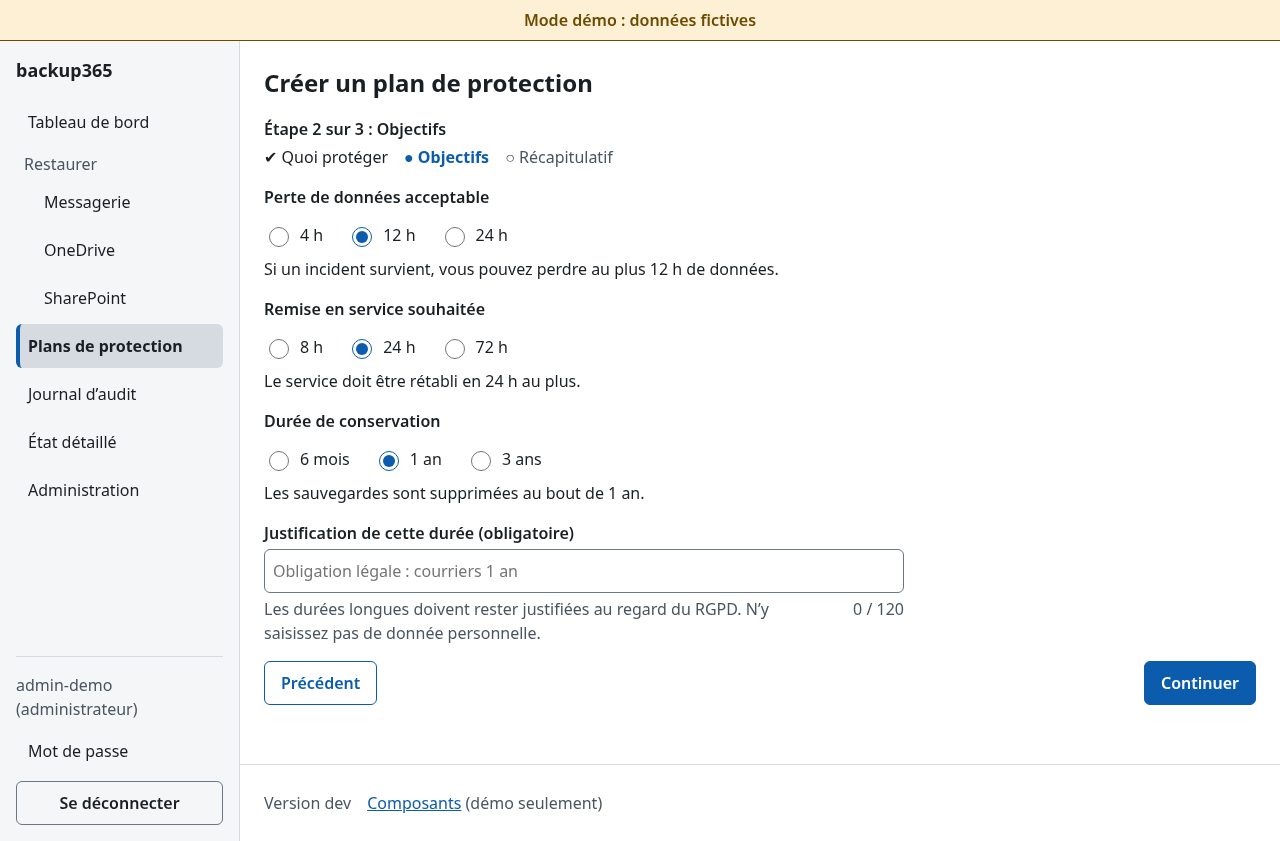 Mode démo : données fictives
backup365
Tableau de bord
Restaurer
Messagerie
OneDrive
SharePoint
Plans de protection
Journal d’audit
État détaillé
Administration
admin-demo
(administrateur)
Mot de passe
Se déconnecter
Créer un plan de protection
Étape 2 sur 3 : Objectifs
✔ Quoi protéger ● Objectifs ○ Récapitulatif
Perte de données acceptable
4 h 12 h 24 h
Si un incident survient, vous pouvez perdre au plus 12 h de données.
Remise en service souhaitée
8 h 24 h 72 h
Le service doit être rétabli en 24 h au plus.
Durée de conservation
6 mois 1 an 3 ans
Les sauvegardes sont supprimées au bout de 1 an.
Justification de cette durée (obligatoire)
Obligation légale : courriers 1 an
Les durées longues doivent rester justifiées au regard du RGPD. N’y 0 / 120
saisissez pas de donnée personnelle.
Précédent Continuer
Version dev Composants (démo seulement)